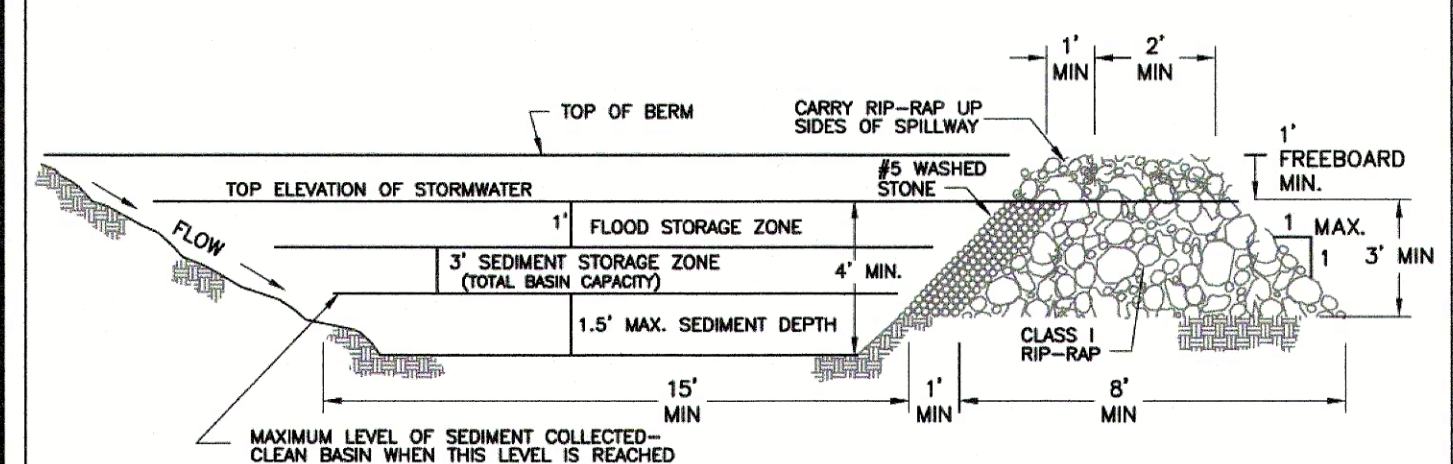 1'
MIN
2'
MIN
TOP OF BERM
CARRY RIP-RAP UP
SIDES OF SPILLWAY
1'
FREEBOARD
MIN.
#5 WASHED
STONE
TOP ELEVATION OF STORMWATER
FLOW
1'
FLOOD STORAGE ZONE
1
MAX.
1
3' MIN
3' SEDIMENT STORAGE ZONE
(TOTAL BASIN CAPACITY)
4' MIN.
1.5' MAX. SEDIMENT DEPTH
CLASS I
RIP-RAP
15'
MIN
1'
MIN
8'
MIN
MAXIMUM LEVEL OF SEDIMENT COLLECTED-
CLEAN BASIN WHEN THIS LEVEL IS REACHED